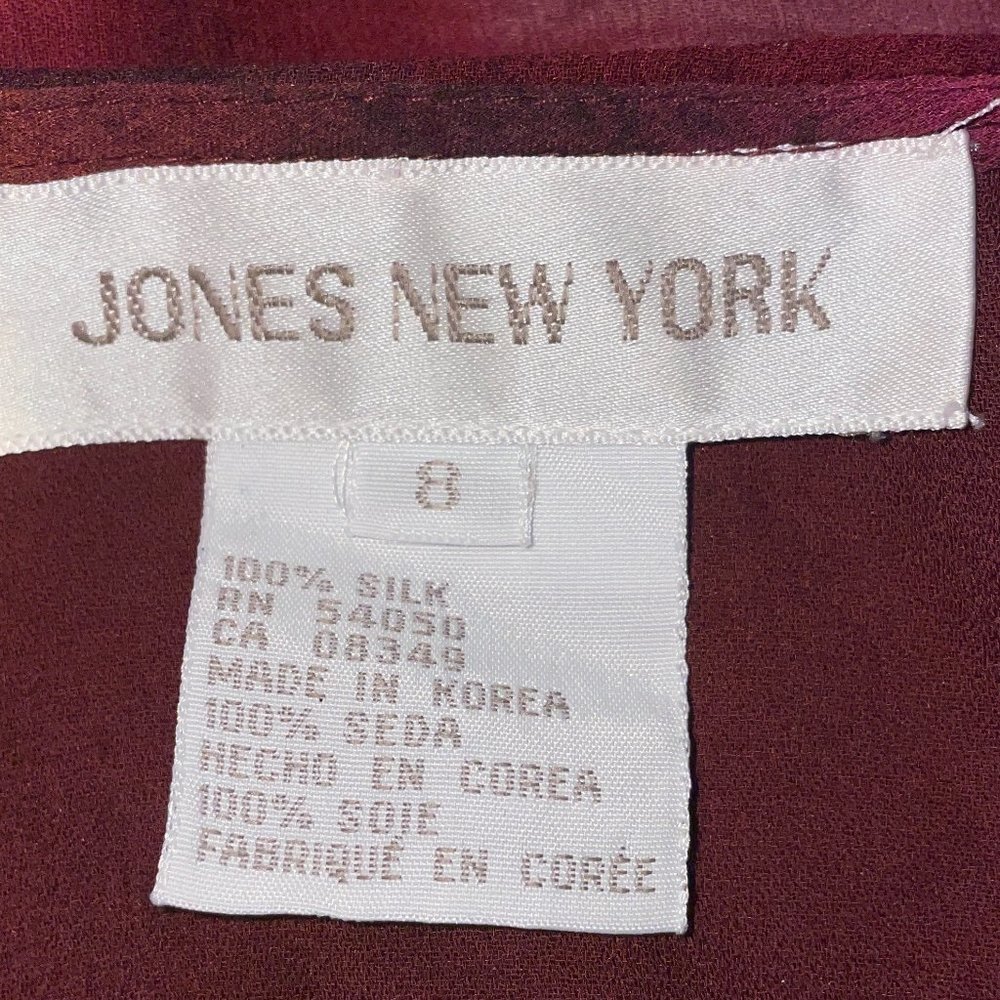 JONES NEW YORK
8
100% SILK
RN 54050
CA 08349
MADE IN KOREA
100% SEDA
HECHO EN COREA
100% SOIE
FABRIQUÉ EN CORÉE